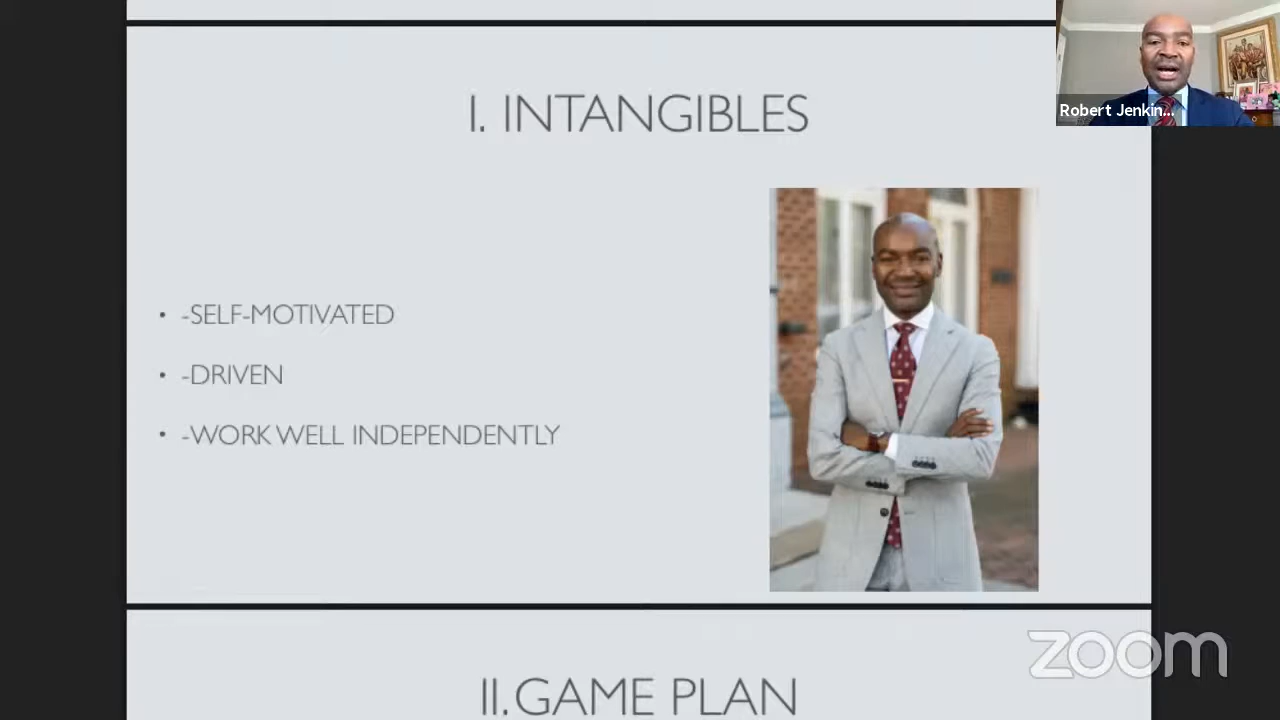 I. INTANGIBLES
Robert Jenkin...
• -SELF-MOTIVATED
• -DRIVEN
• -WORK WELL INDEPENDENTLY
zoom
II. GAME PLAN